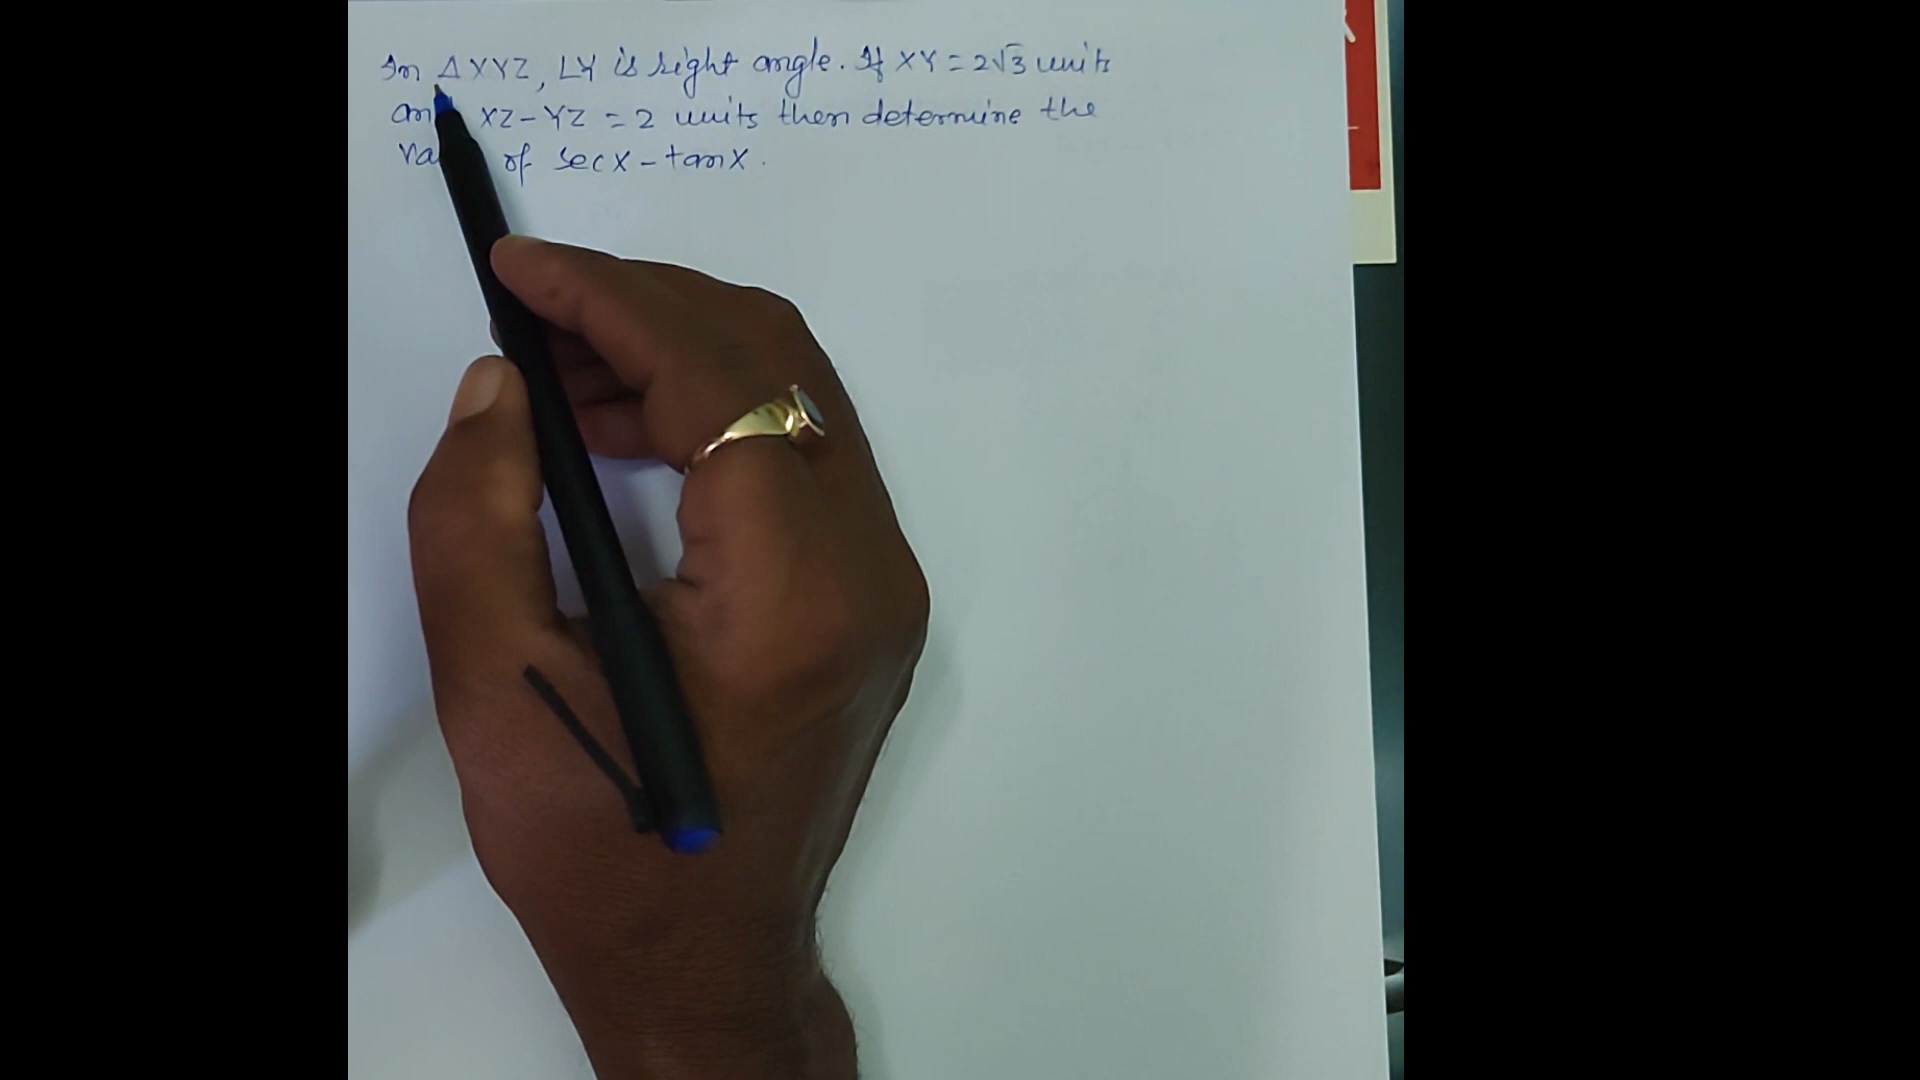 In ΔXYZ, ∠Y is right angle. If XY = 2√3 units
XZ - YZ = 2 units then determine the
of secX - tanX.